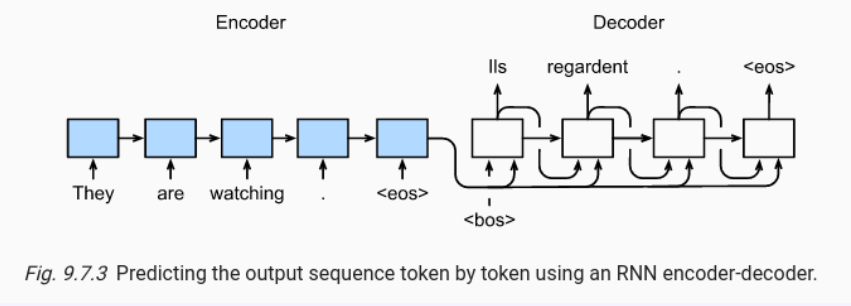 Encoder
Decoder
Ils regardent . <eos>
They are watching . <eos>
<bos>
Fig. 9.7.3 Predicting the output sequence token by token using an RNN encoder-decoder.